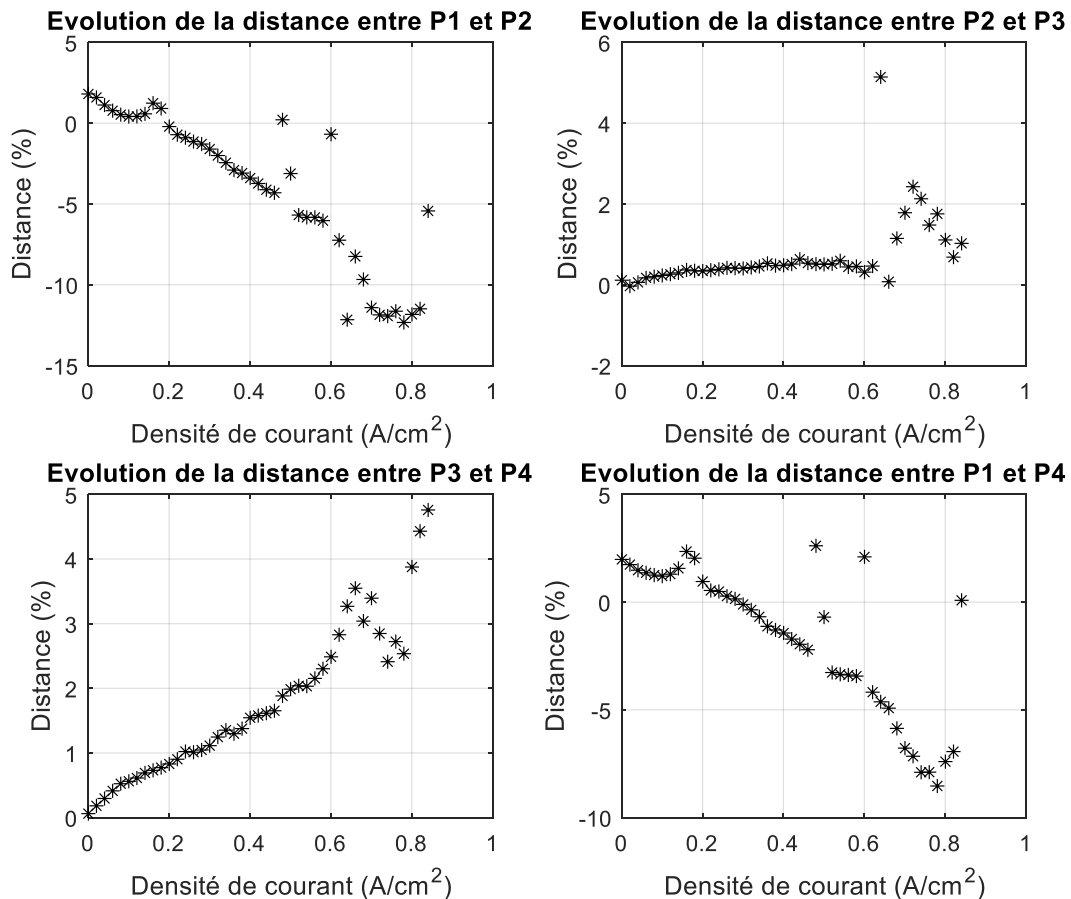 Evolution de la distance entre P1 et P2
5
0
-5
-10
-15
Distance (%)
0 0.2 0.4 0.6 0.8 1
Densité de courant (A/cm²)
Evolution de la distance entre P2 et P3
6
4
2
0
-2
Distance (%)
0 0.2 0.4 0.6 0.8 1
Densité de courant (A/cm²)
Evolution de la distance entre P3 et P4
5
4
3
2
1
0
Distance (%)
0 0.2 0.4 0.6 0.8 1
Densité de courant (A/cm²)
Evolution de la distance entre P1 et P4
5
0
-5
-10
Distance (%)
0 0.2 0.4 0.6 0.8 1
Densité de courant (A/cm²)